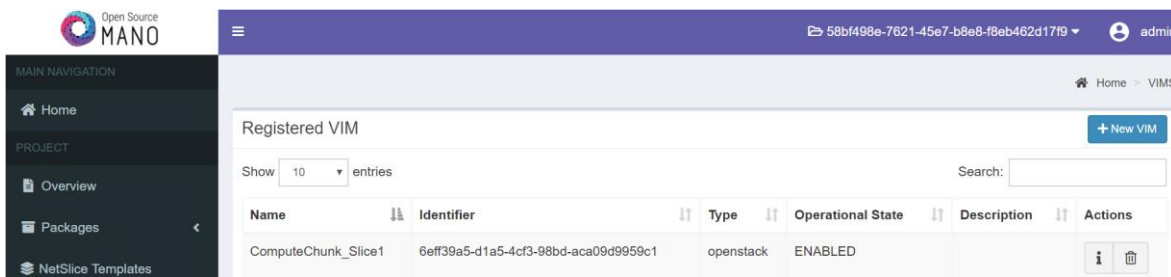 Open Source
MANO
58bf498e-7621-45e7-b8e8-f8eb462d17f9 admin
MAIN NAVIGATION
Home > VIMS
Home
Registered VIM
+ New VIM
PROJECT
Show 10 entries
Search:
Overview
Name Identifier Type Operational State Description Actions
Packages
ComputeChunk_Slice1 6eff39a5-d1a5-4cf3-98bd-aca09d9959c1 openstack ENABLED
NetSlice Templates